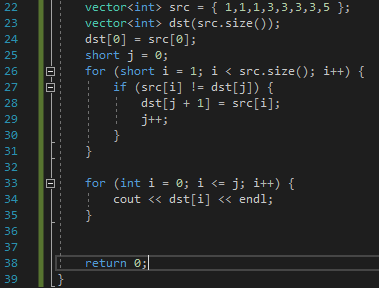 22 vector<int> src = { 1,1,1,3,3,3,3,5 };
23 vector<int> dst(src.size());
24 dst[0] = src[0];
25 short j = 0;
26 for (short i = 1; i < src.size(); i++) {
27 if (src[i] != dst[j]) {
28 dst[j + 1] = src[i];
29 j++;
30 }
31 }
32
33 for (int i = 0; i <= j; i++) {
34 cout << dst[i] << endl;
35 }
36
37
38 return 0;
39 }